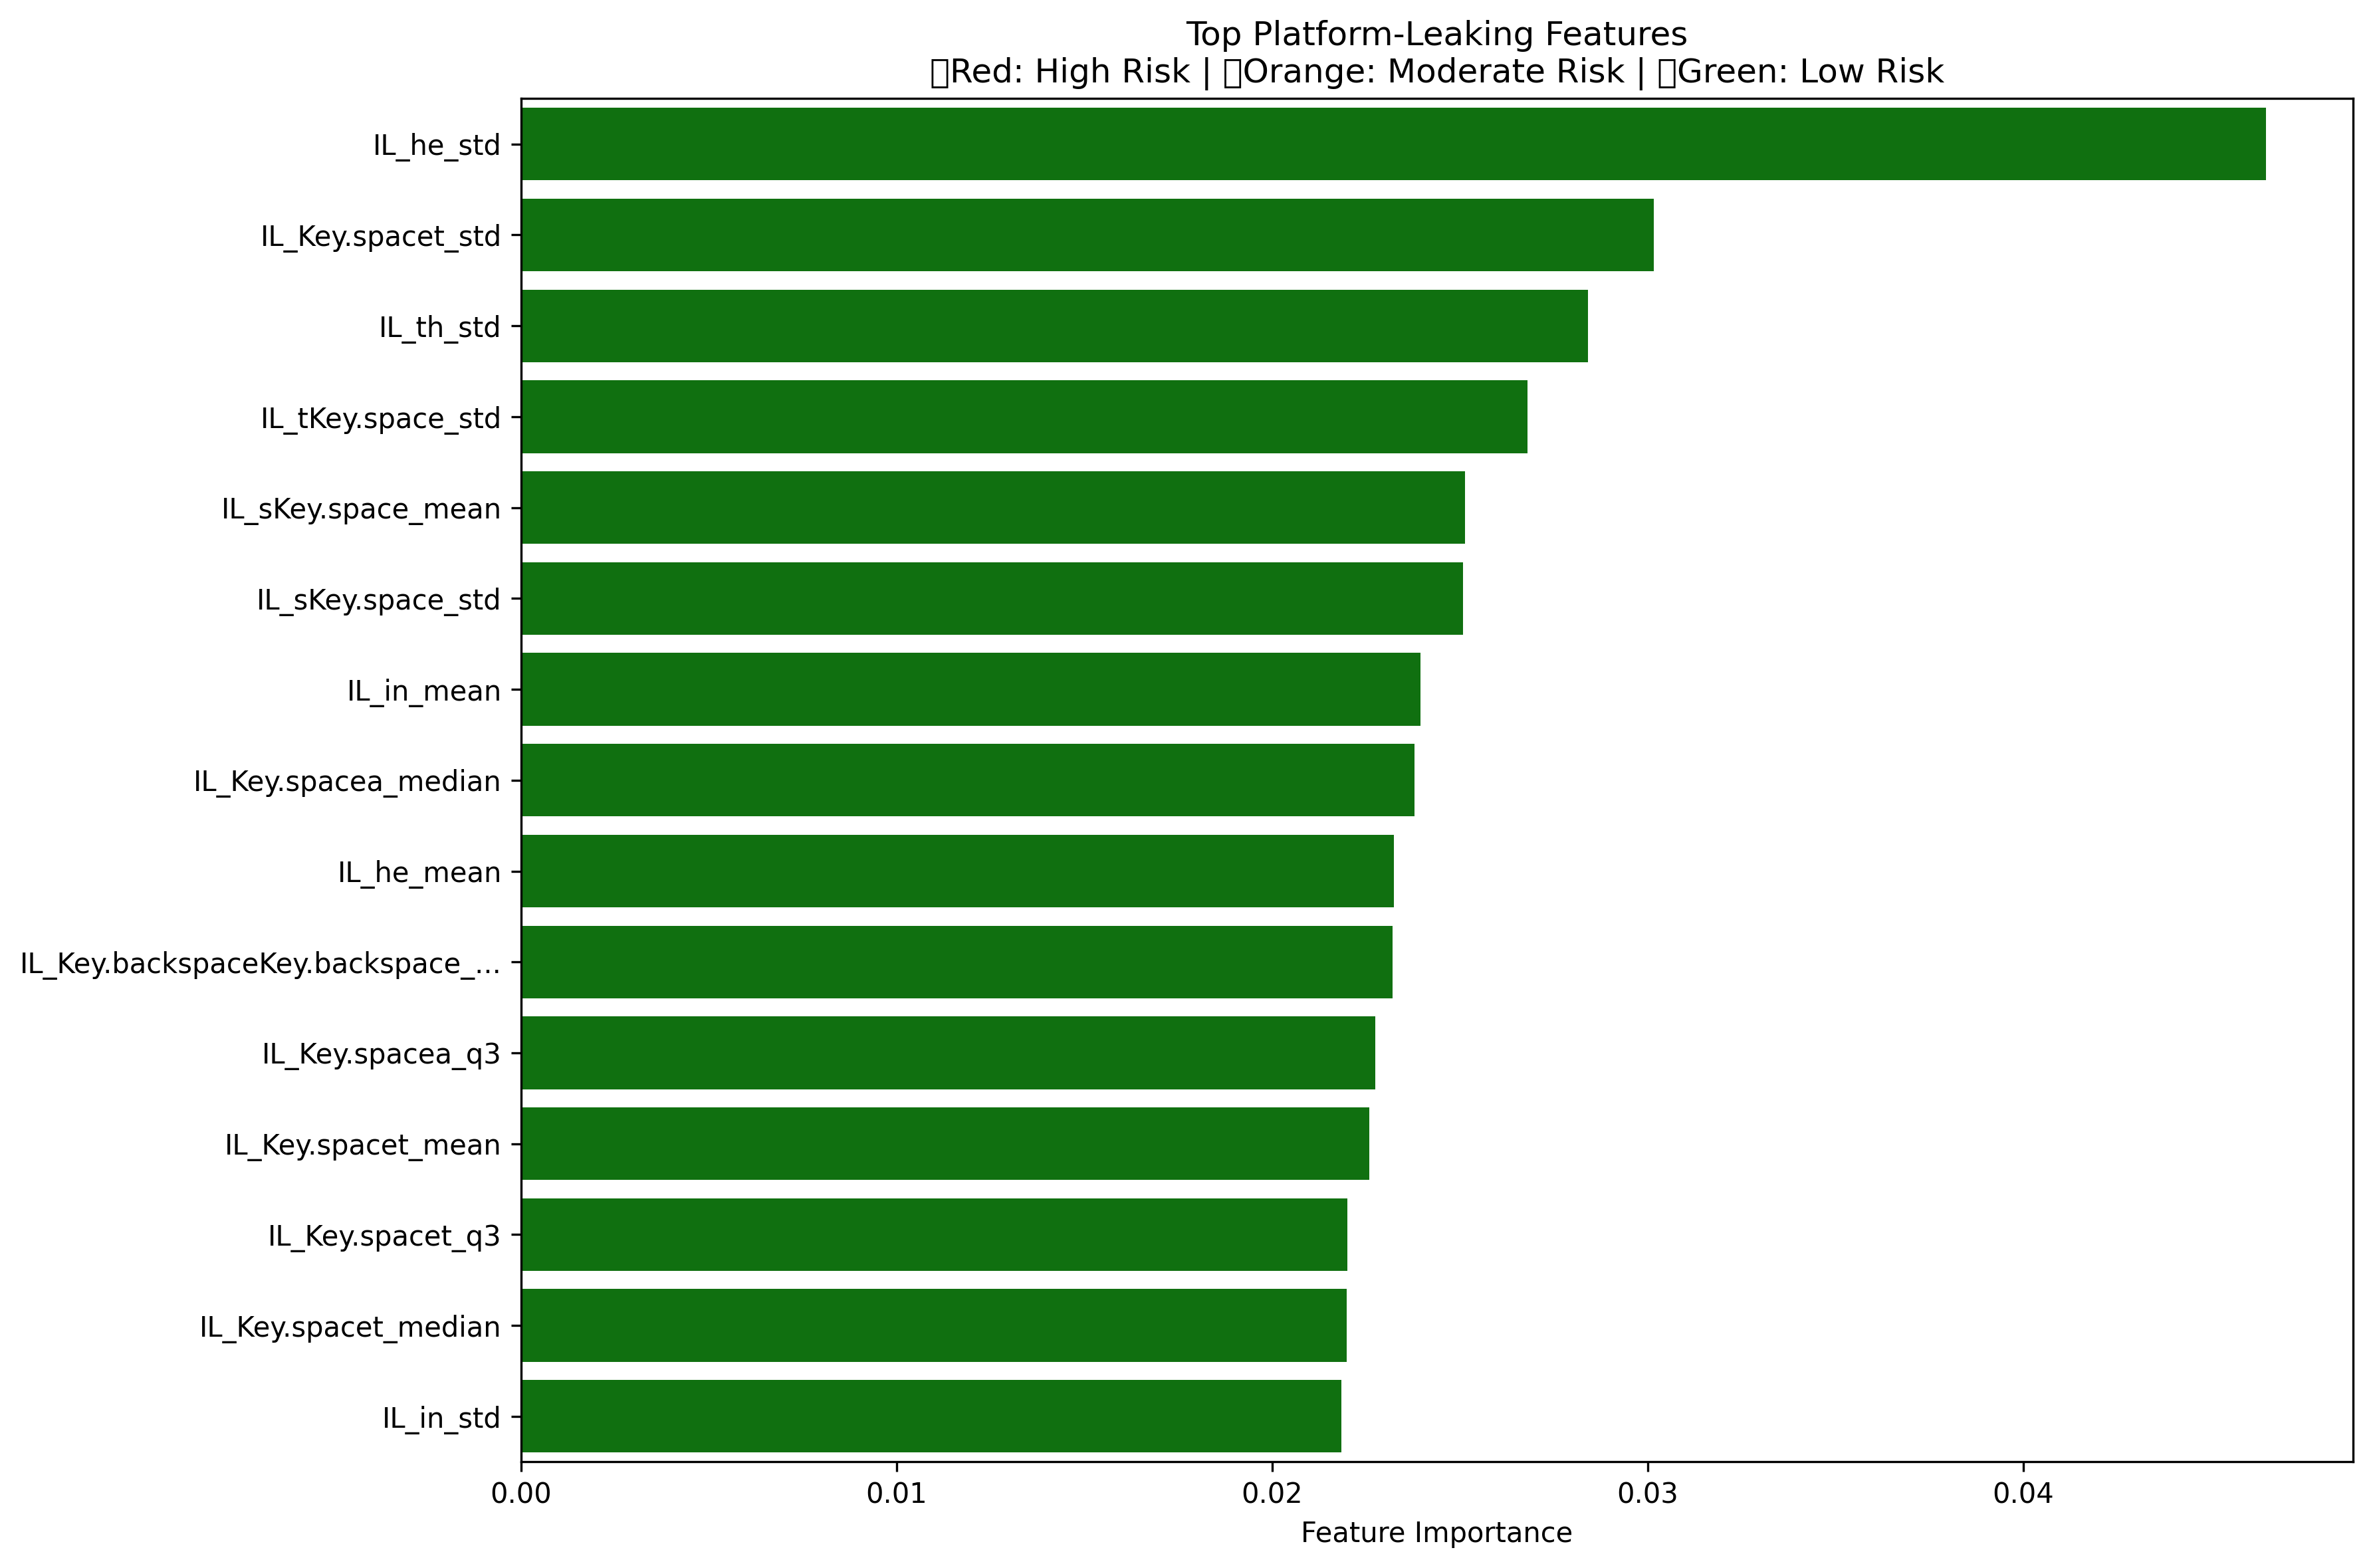 Top Platform-Leaking Features
▯Red: High Risk | ▯Orange: Moderate Risk | ▯Green: Low Risk
IL_he_std
IL_Key.spacet_std
IL_th_std
IL_tKey.space_std
IL_sKey.space_mean
IL_sKey.space_std
IL_in_mean
IL_Key.spacea_median
IL_he_mean
IL_Key.backspaceKey.backspace_...
IL_Key.spacea_q3
IL_Key.spacet_mean
IL_Key.spacet_q3
IL_Key.spacet_median
IL_in_std
0.00 0.01 0.02 0.03 0.04
Feature Importance